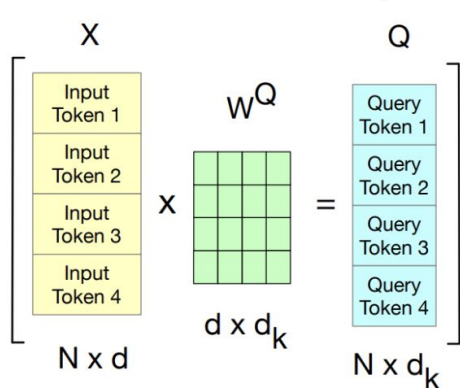 X
Q
Input
Token 1
Input
Token 2
Input
Token 3
Input
Token 4
x
W^Q
=
Query
Token 1
Query
Token 2
Query
Token 3
Query
Token 4
N x d
d x d_k
N x d_k